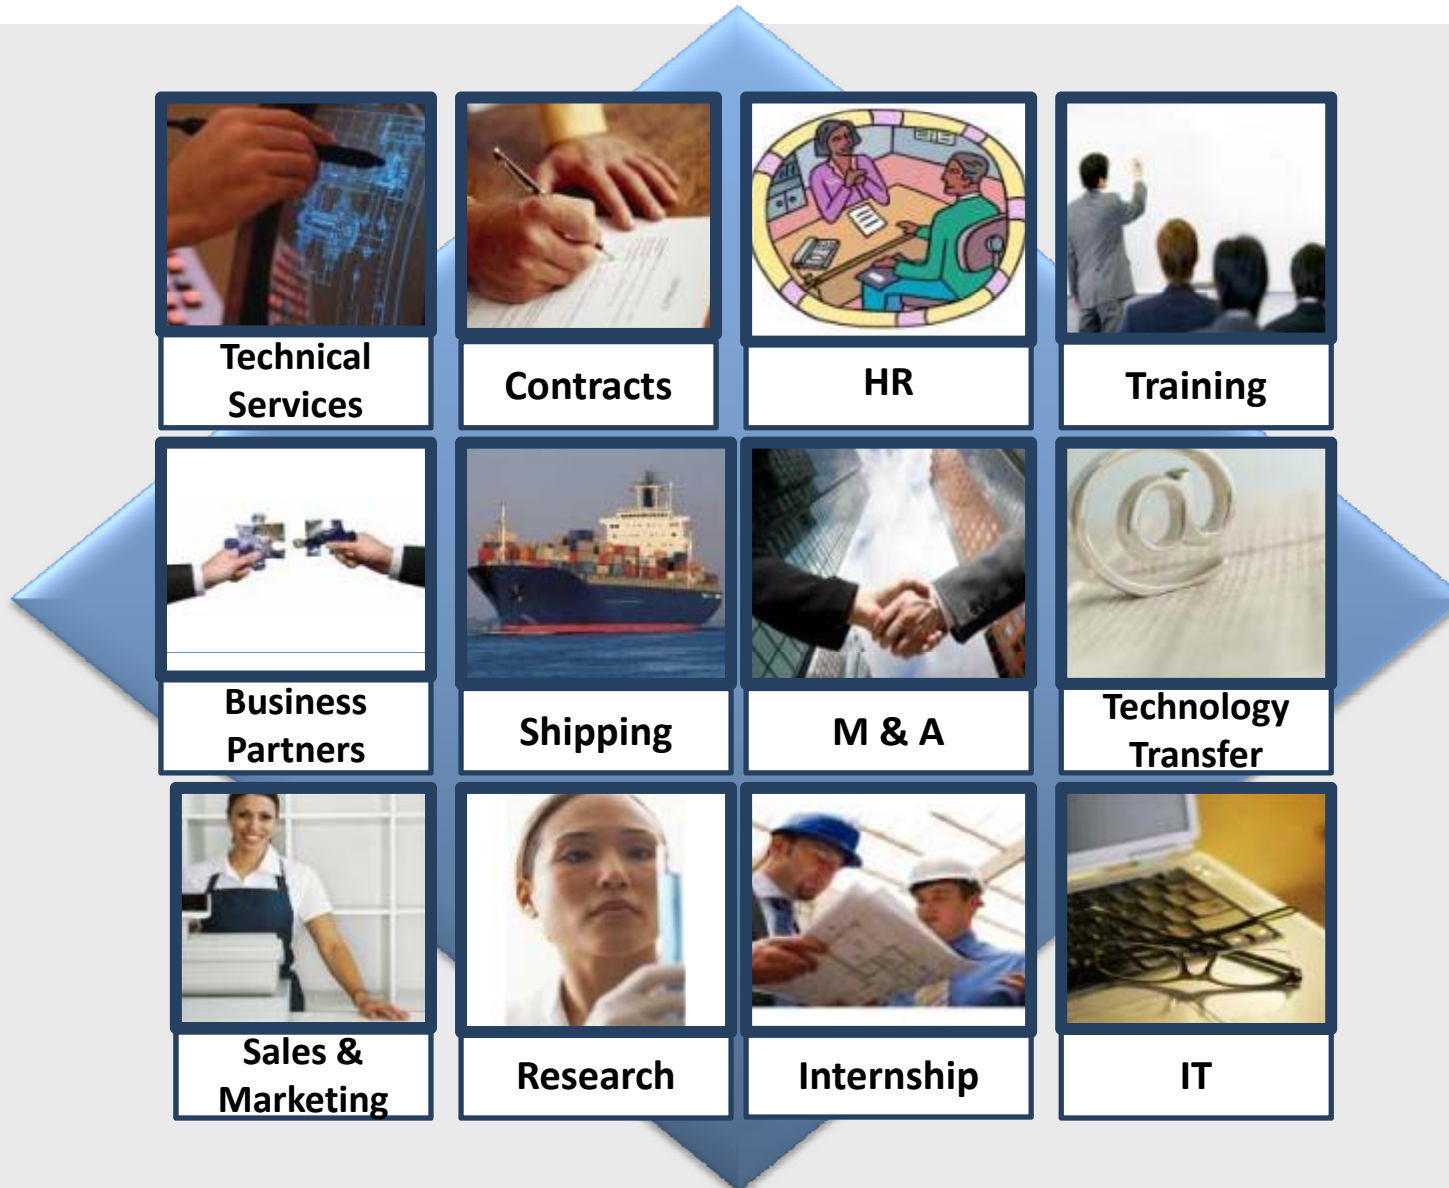 Technical
Services
Contracts
HR
Training
Business
Partners
Shipping
M & A
Technology
Transfer
Sales &
Marketing
Research
Internship
IT